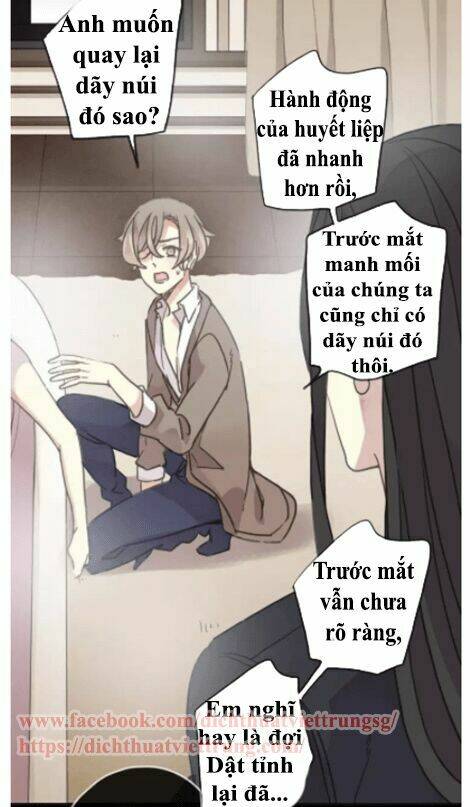 Anh muốn
quay lại
dãy núi
đó sao?
Hành động
của huyết liệp
đã nhanh
hơn rồi,
Trước mắt
manh mối
của chúng ta
cũng chỉ có
dãy núi đó
thôi.
Trước mắt
vẫn chưa
rõ ràng,
Em nghĩ
hay là đợi
Dật tỉnh
lại đã...
www.facebook.com/dichthuatviettrungsg/
https://dichthuatviettrung.com/